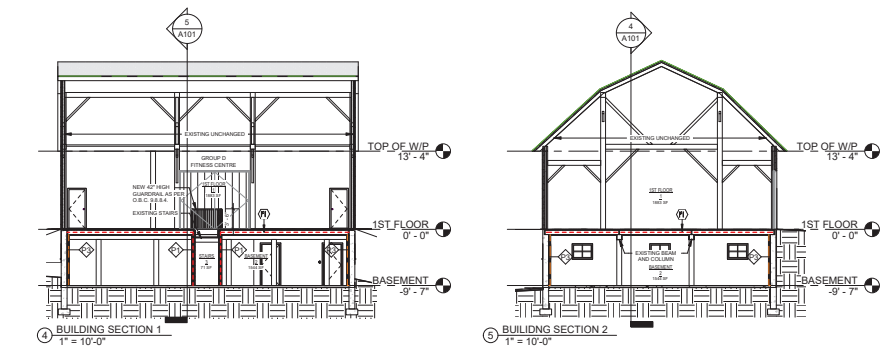 5
A101
EXISTING UNCHANGED
TOP OF W/P
13' - 4"
GROUP D
FITNESS CENTRE
1ST FLOOR
NEW 42" HIGH
GUARDRAIL AS PER
O.B.C. 9.8.8.4.
EXISTING STAIRS
1ST FLOOR
0' - 0"
STAIRS
BASEMENT
BASEMENT
-9' - 7"
4
BUILDING SECTION 1
1" = 10'-0"
4
A101
EXISTING UNCHANGED
TOP OF W/P
13' - 4"
1ST FLOOR
1ST FLOOR
0' - 0"
EXISTING BEAM
AND COLUMN
BASEMENT
BASEMENT
-9' - 7"
5
BUILIDNG SECTION 2
1" = 10'-0"